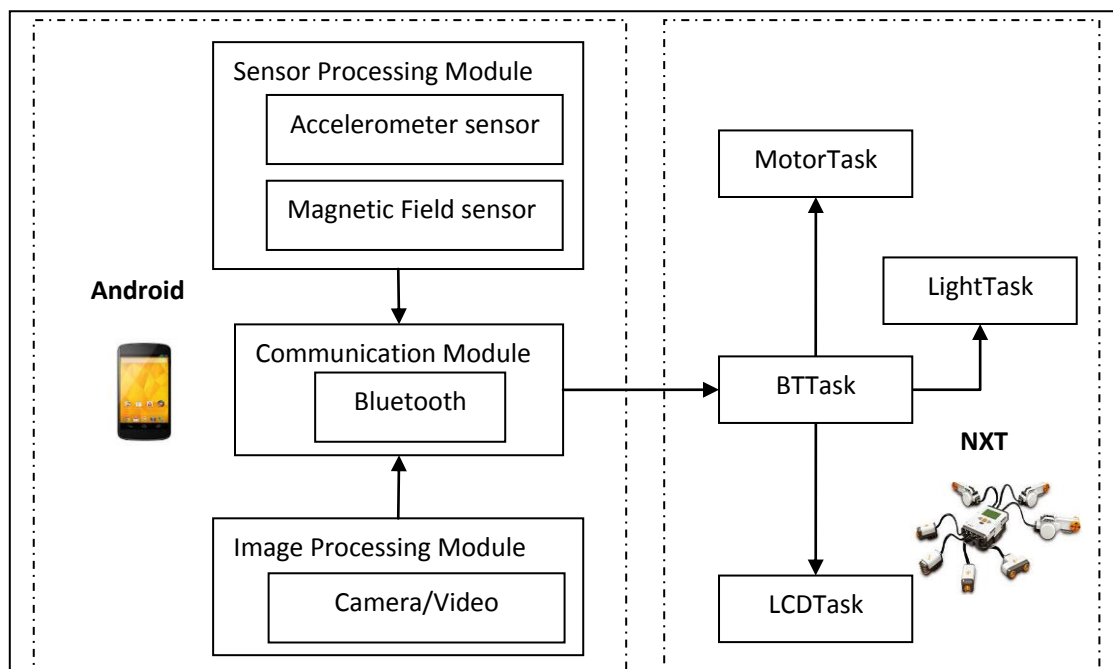 Sensor Processing Module
Accelerometer sensor
Magnetic Field sensor
Android
Communication Module
Bluetooth
Image Processing Module
Camera/Video
MotorTask
LightTask
BTTask
NXT
LCDTask